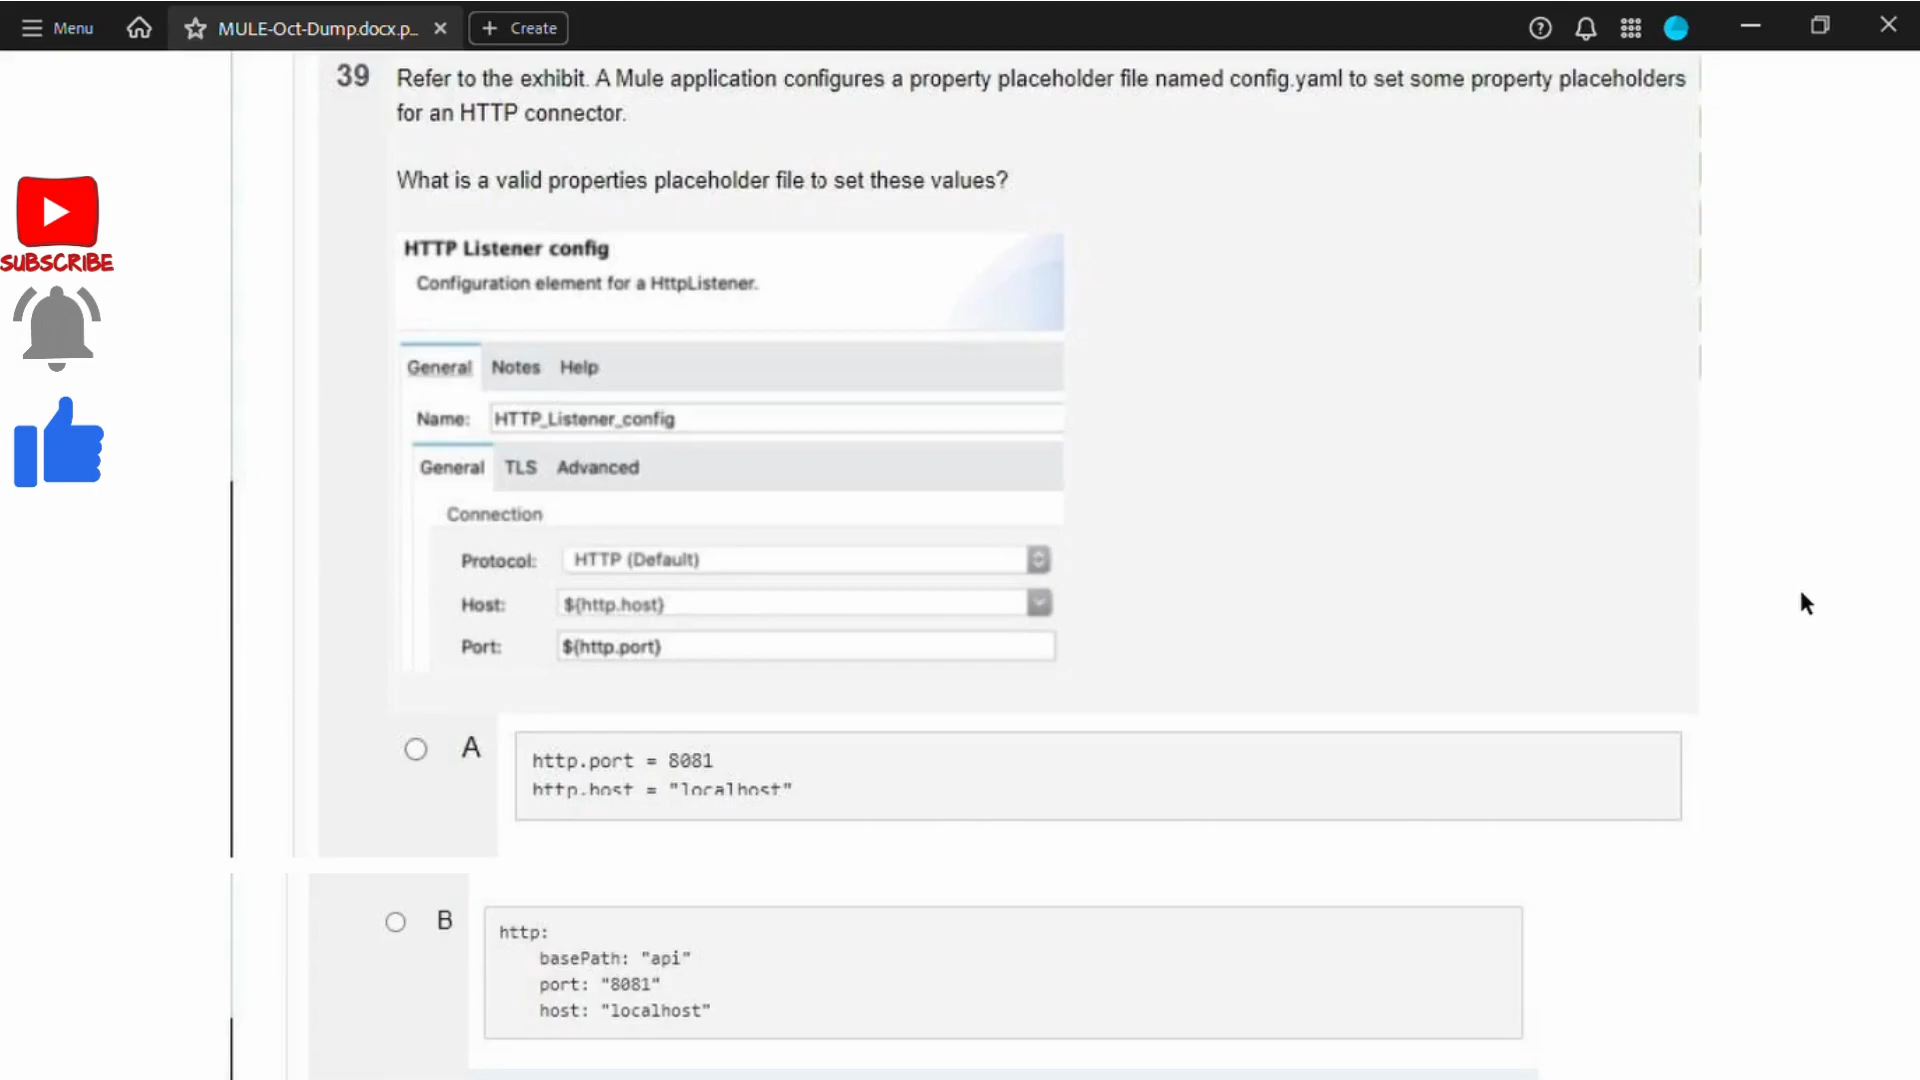 Menu
MULE-Oct-Dump.docx.p...
Create
39 Refer to the exhibit. A Mule application configures a property placeholder file named config.yaml to set some property placeholders
for an HTTP connector.
What is a valid properties placeholder file to set these values?
SUBSCRIBE
HTTP Listener config
Configuration element for a HttpListener.
General Notes Help
Name: HTTP_Listener_config
General TLS Advanced
Connection
Protocol: HTTP (Default)
Host: ${http.host}
Port: ${http.port}
A
http.port = 8081
http.host = "localhost"
B
http:
basePath: "api"
port: "8081"
host: "localhost"